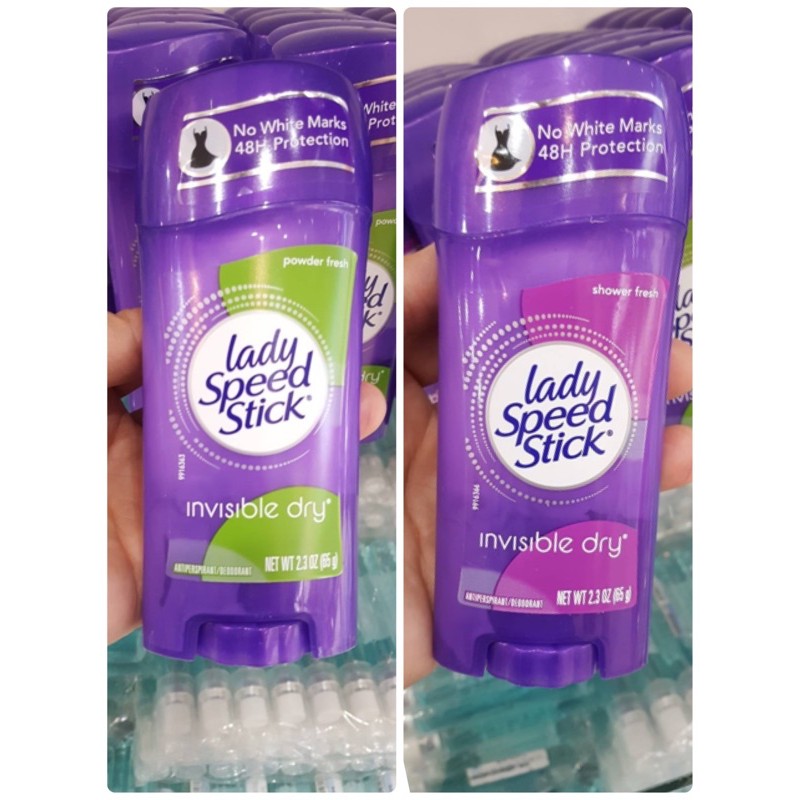 No White Marks
48H Protection
powder fresh
lady
Speed
Stick®
invisible dry®
ANTIPERSPIRANT/DEODORANT
NET WT 2.3 OZ (65 g)
No White Marks
48H Protection
shower fresh
lady
Speed
Stick®
9916366
invisible dry®
ANTIPERSPIRANT/DEODORANT
NET WT 2.3 OZ (65 g)